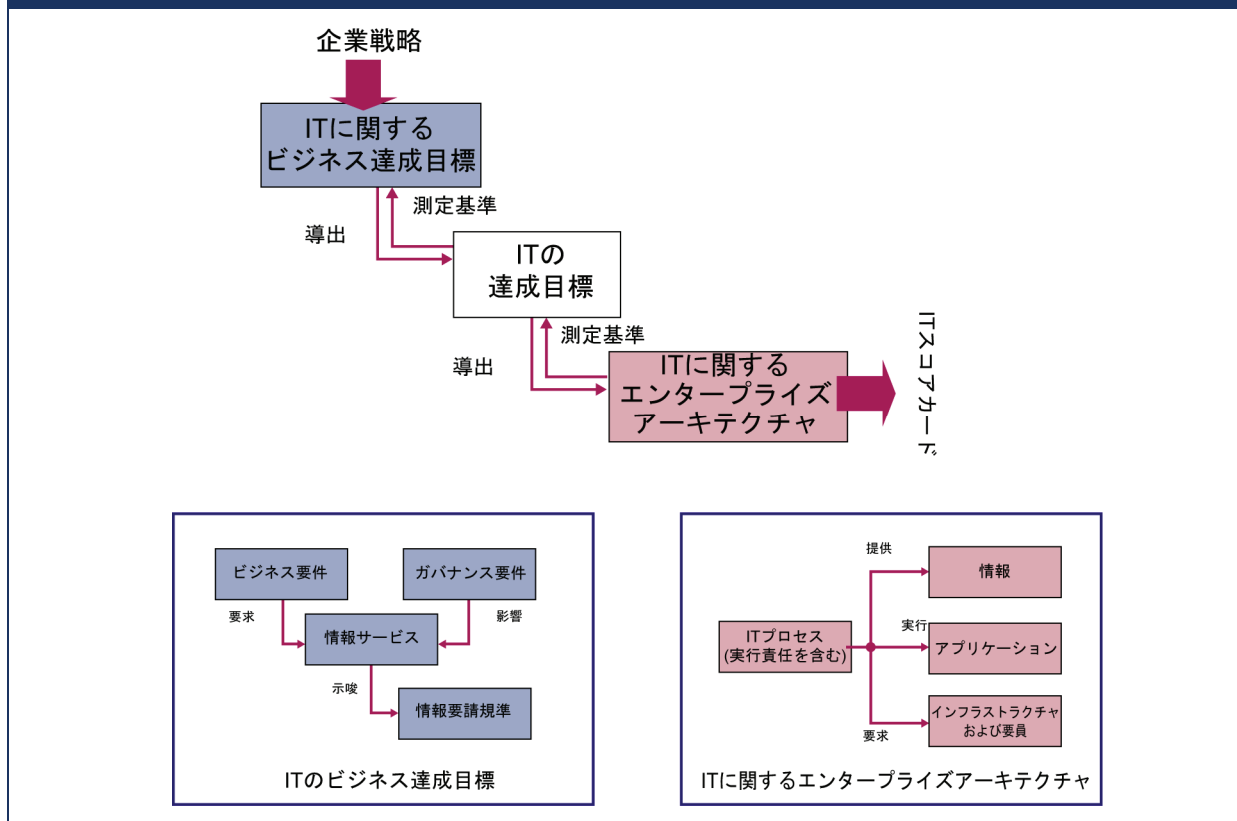 企業戦略
ITに関する
ビジネス達成目標
測定基準
導出
ITの
達成目標
測定基準
導出
ITに関する
エンタープライズ
アーキテクチャ
ITスコアカード
ビジネス要件
ガバナンス要件
要求
影響
情報サービス
示唆
情報要請規準
ITのビジネス達成目標
提供
情報
ITプロセス
(実行責任を含む)
実行
アプリケーション
要求
インフラストラクチャ
および要員
ITに関するエンタープライズアーキテクチャ